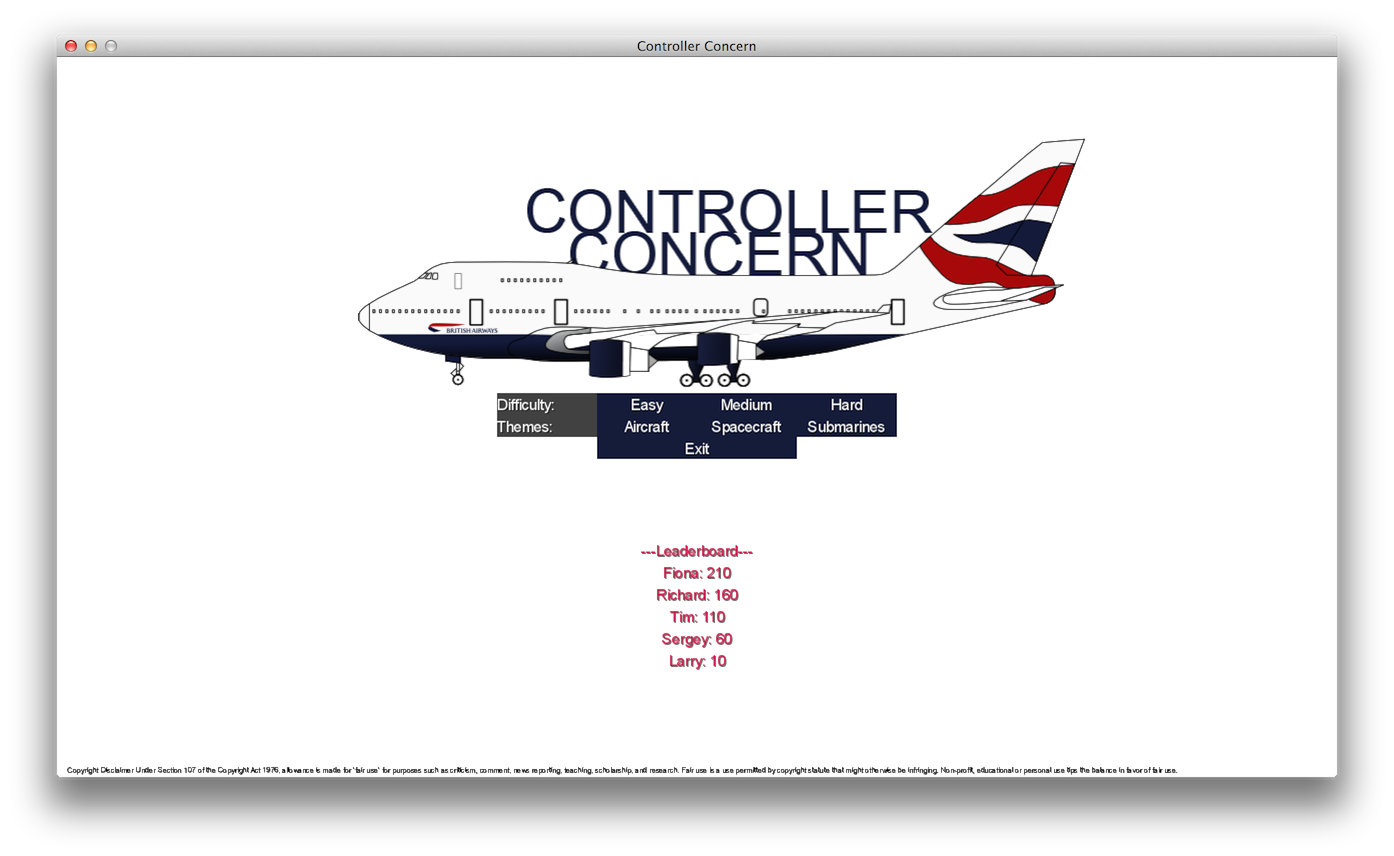 Controller Concern
CONTROLLER
CONCERN
BRITISH AIRWAYS
Difficulty: Easy Medium Hard
Themes: Aircraft Spacecraft Submarines
Exit
---Leaderboard---
Fiona: 210
Richard: 160
Tim: 110
Sergey: 60
Larry: 10
Copyright Disclaimer Under Section 107 of the Copyright Act 1976, allowance is made for 'fair use' for purposes such as criticism, comment, news reporting, teaching, scholarship, and research. Fair use is a use permitted by copyright statute that might otherwise be infringing. Non-profit, educational or personal use tips the balance in favor of fair use.